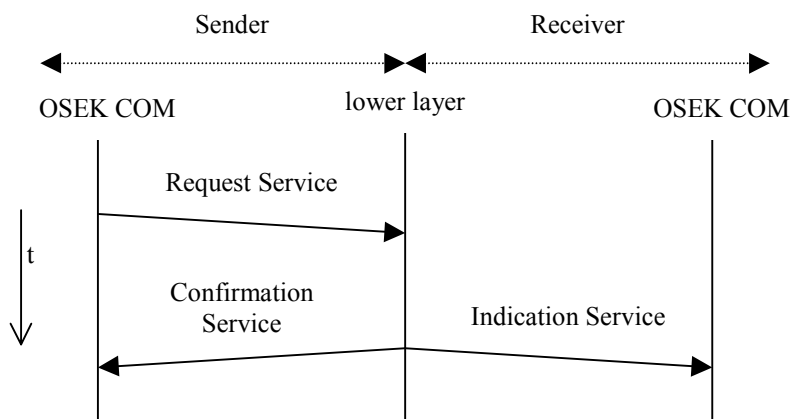 Sender
Receiver
OSEK COM
lower layer
OSEK COM
Request Service
t
Confirmation
Service
Indication Service